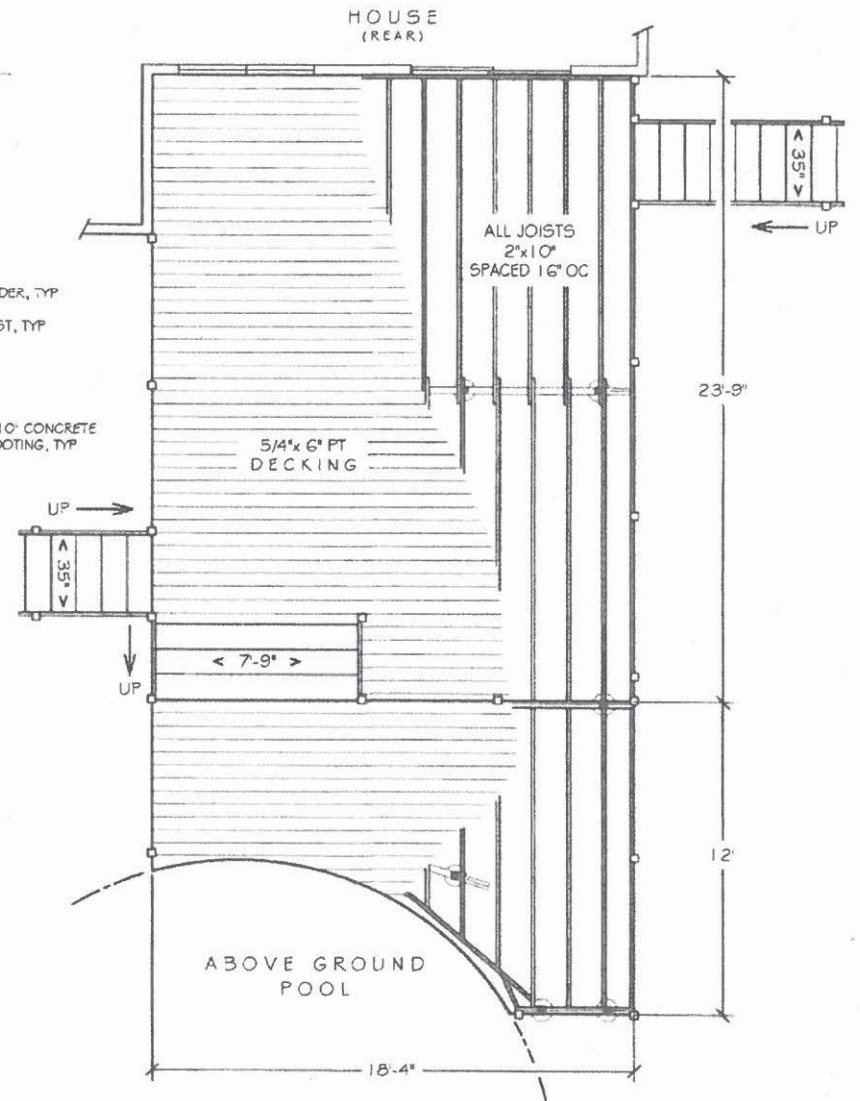 HOUSE
(REAR)
< 35" >
UP
ALL JOISTS
2"x10"
SPACED 16" OC
DER, TYP
ST, TYP
23'-9"
10" CONCRETE
OOTING, TYP
5/4"x 6" PT
DECKING
UP
< 35" >
< 7'-9" >
UP
12'
ABOVE GROUND
POOL
18'-4"